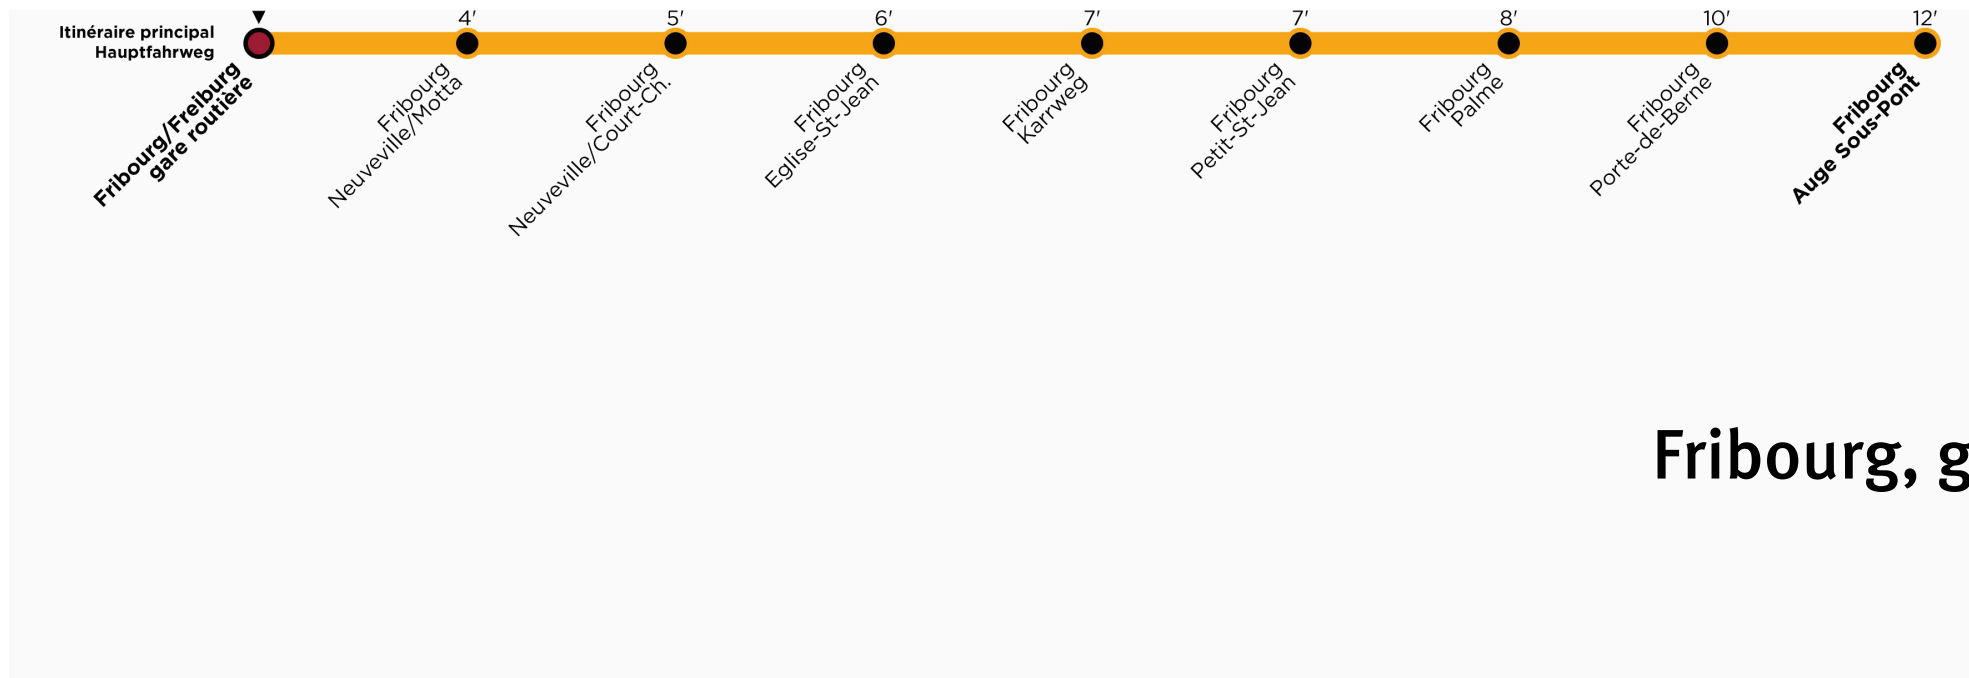 4'
5'
6'
7'
7'
8'
10'
12'
Itinéraire principal
Hauptfahrweg
Fribourg/Freiburg
gare routière
Fribourg
Neuveville/Motta
Fribourg
Neuveville/Court-Ch.
Fribourg
Eglise-St-Jean
Fribourg
Karrweg
Fribourg
Petit-St-Jean
Fribourg
Palme
Fribourg
Porte-de-Berne
Fribourg
Auge Sous-Pont
Fribourg, g